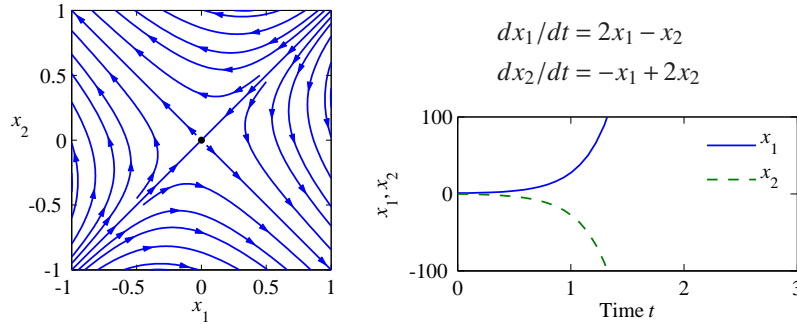 1
0.5
x2
0
-0.5
-1
-1 -0.5 0 0.5 1
x1
dx1/dt = 2x1 − x2
dx2/dt = −x1 + 2x2
100
x1
x2
x1, x2
0
-100
0 1 2 3
Time t